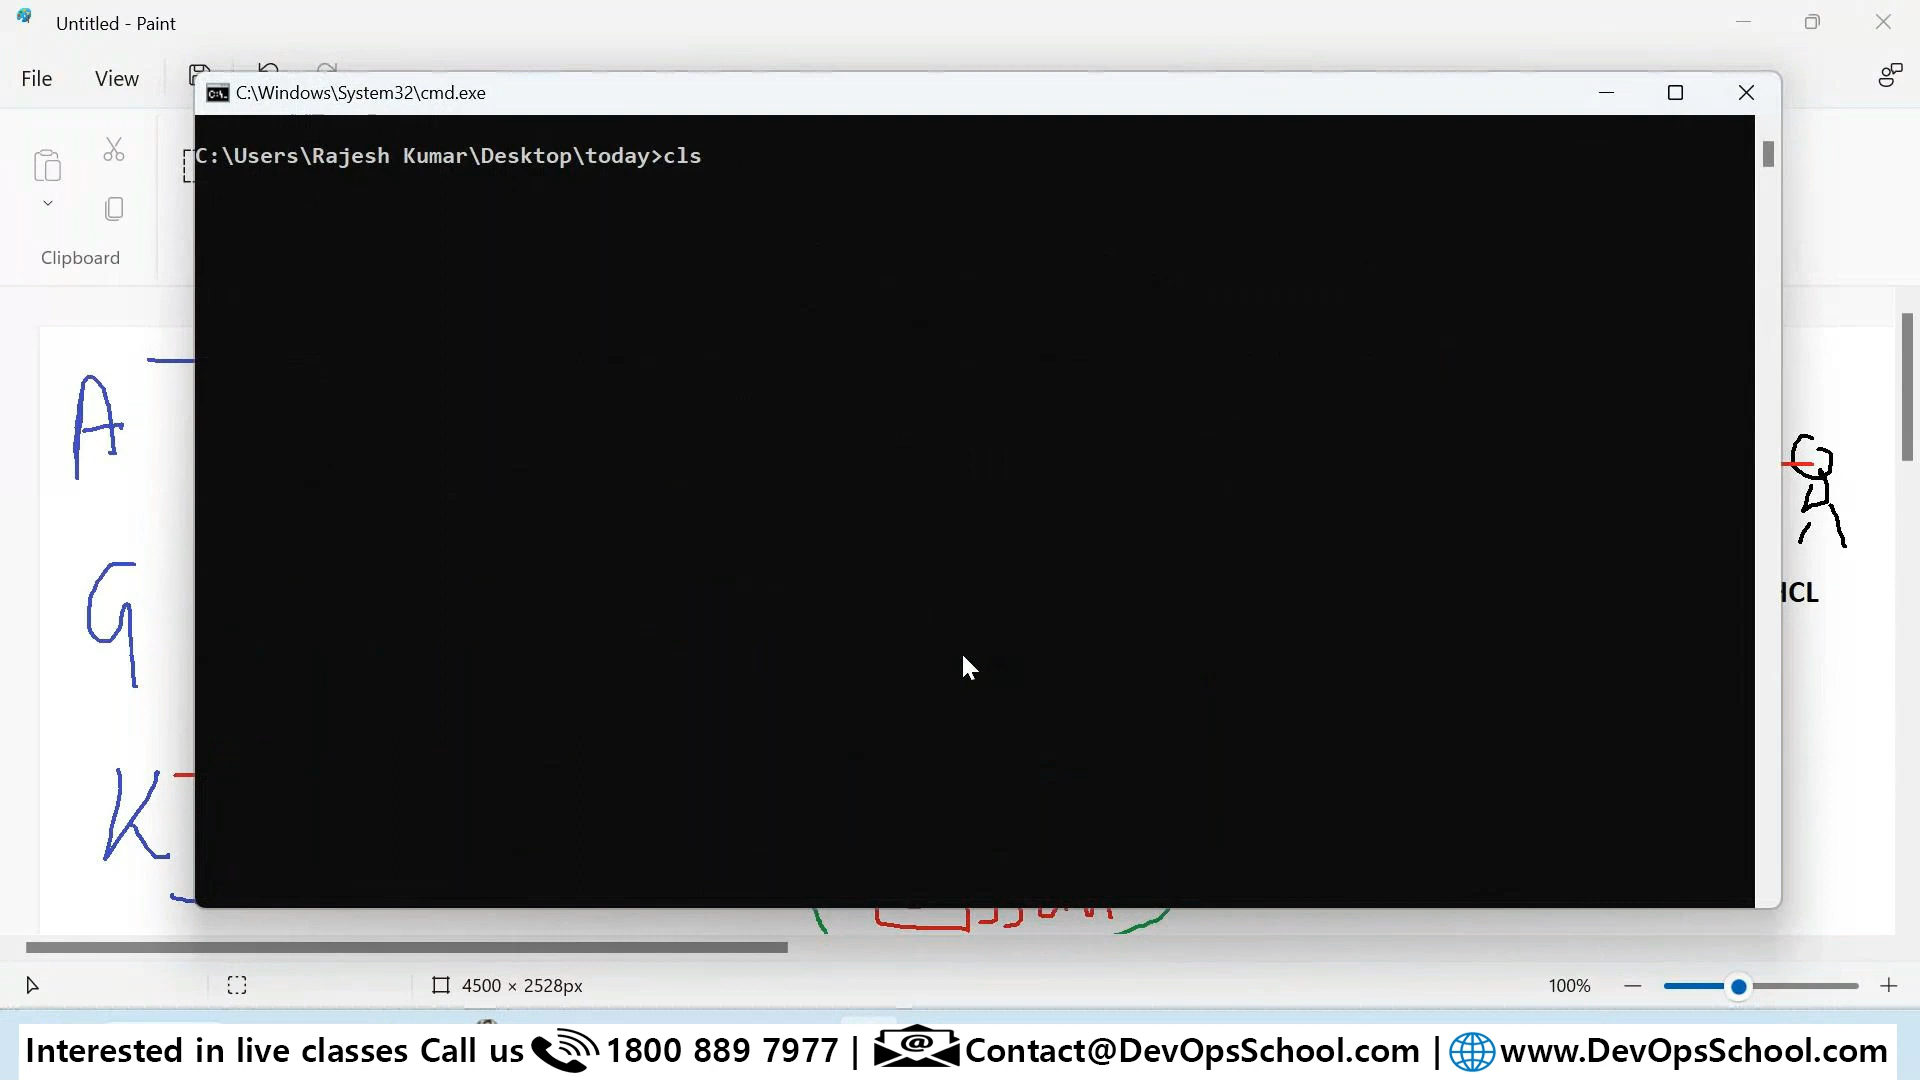 Untitled - Paint
File View
C:\Windows\System32\cmd.exe
C:\Users\Rajesh Kumar\Desktop\today>cls
Clipboard
A
G
K
CL
4500 × 2528px
100%
Interested in live classes Call us 1800 889 7977 | Contact@DevOpsSchool.com | www.DevOpsSchool.com